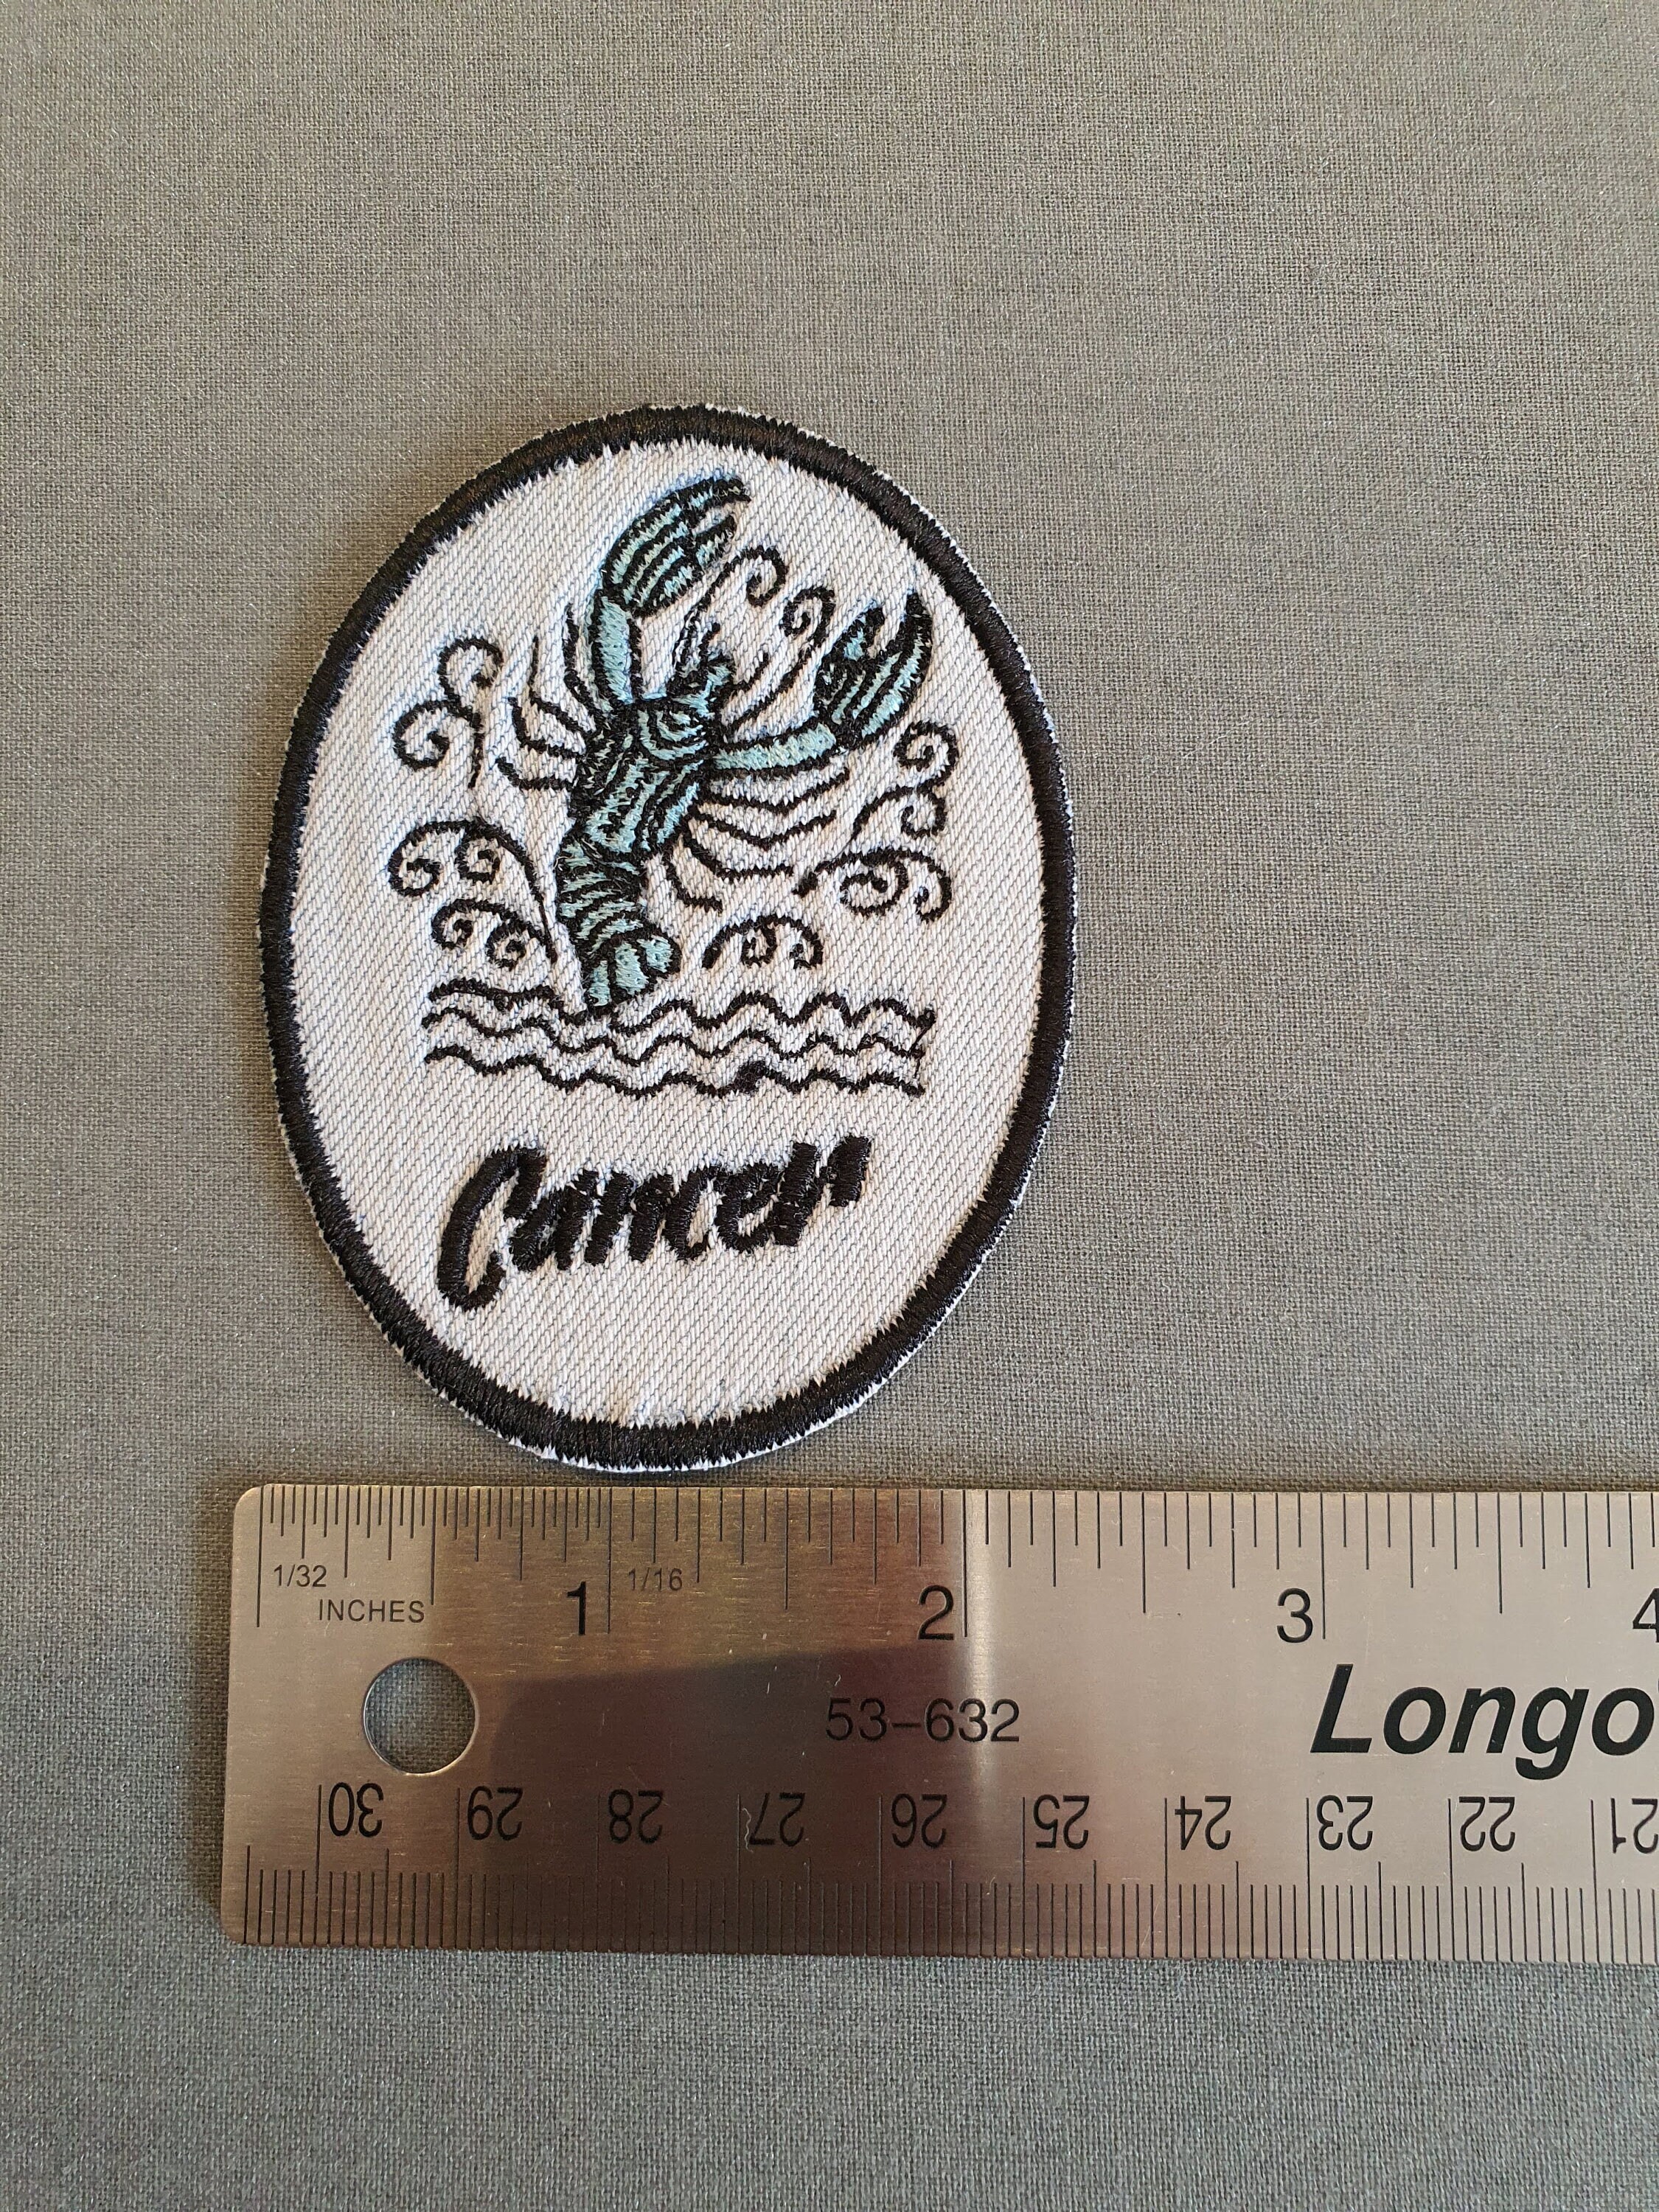 Cancer
1/32 1/16
INCHES 1 2 3 4
53-632
Longo
30 29 28 27 26 25 24 23 22 21